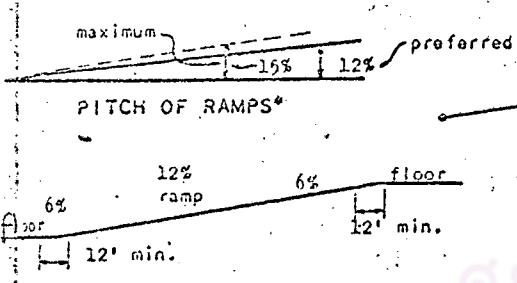 maximum
preferred
15% 12%
PITCH OF RAMPS*
12%
ramp
6% 6% floor
12' min.
12' min.